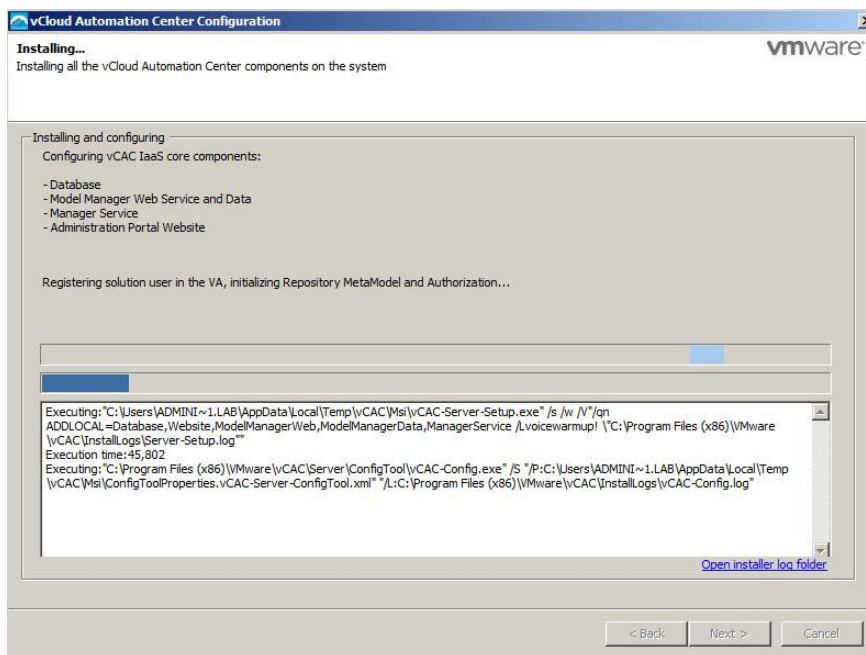 vCloud Automation Center Configuration
Installing...
Installing all the vCloud Automation Center components on the system
vmware
Installing and configuring
Configuring vCAC IaaS core components:
- Database
- Model Manager Web Service and Data
- Manager Service
- Administration Portal Website
Registering solution user in the VA, initializing Repository MetaModel and Authorization...
Executing:"C:\Users\ADMINI~1.LAB\AppData\Local\Temp\vCAC\Msi\vCAC-Server-Setup.exe" /s /w /V"/qn
ADDLOCAL=Database,Website,ModelManagerWeb,ModelManagerData,ManagerService /Lvoicewarmup! \"C:\Program Files (x86)\VMware
\vCAC\InstallLogs\Server-Setup.log""
Execution time:45,802
Executing:"C:\Program Files (x86)\VMware\vCAC\Server\ConfigTool\vCAC-Config.exe" /S "/P:C:\Users\ADMINI~1.LAB\AppData\Local\Temp
\vCAC\Msi\ConfigToolProperties.vCAC-Server-ConfigTool.xml" "/L:C:\Program Files (x86)\VMware\vCAC\InstallLogs\vCAC-Config.log"
Open installer log folder
< Back
Next >
Cancel